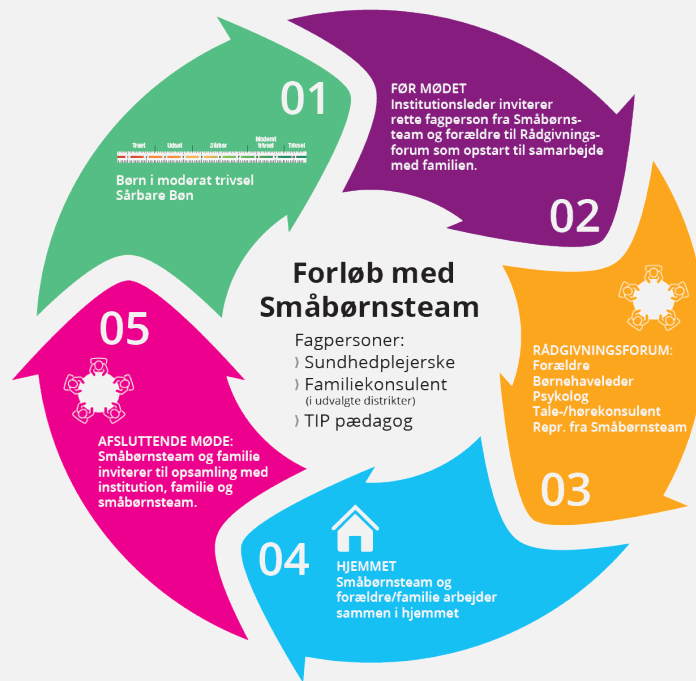 01
Truet Udsat Sårbar Moderat trivsel Trivsel
Børn i moderat trivsel
Sårbare Bøn
FØR MØDET
Institutionsleder inviterer
rette fagperson fra Småbørns-
team og forældre til Rådgivnings-
forum som opstart til samarbejde
med familien.
02
Forløb med
Småbørnsteam
Fagpersoner:
⟩ Sundhedplejerske
⟩ Familiekonsulent
(i udvalgte distrikter)
⟩ TIP pædagog
RÅDGIVNINGSFORUM:
Forældre
Børnehaveleder
Psykolog
Tale-/hørekonsulent
Repr. fra Småbørnsteam
03
04
HJEMMET
Småbørnsteam og
forældre/familie arbejder
sammen i hjemmet
05
AFSLUTTENDE MØDE:
Småbørnsteam og familie
inviterer til opsamling med
institution, familie og
småbørnsteam.